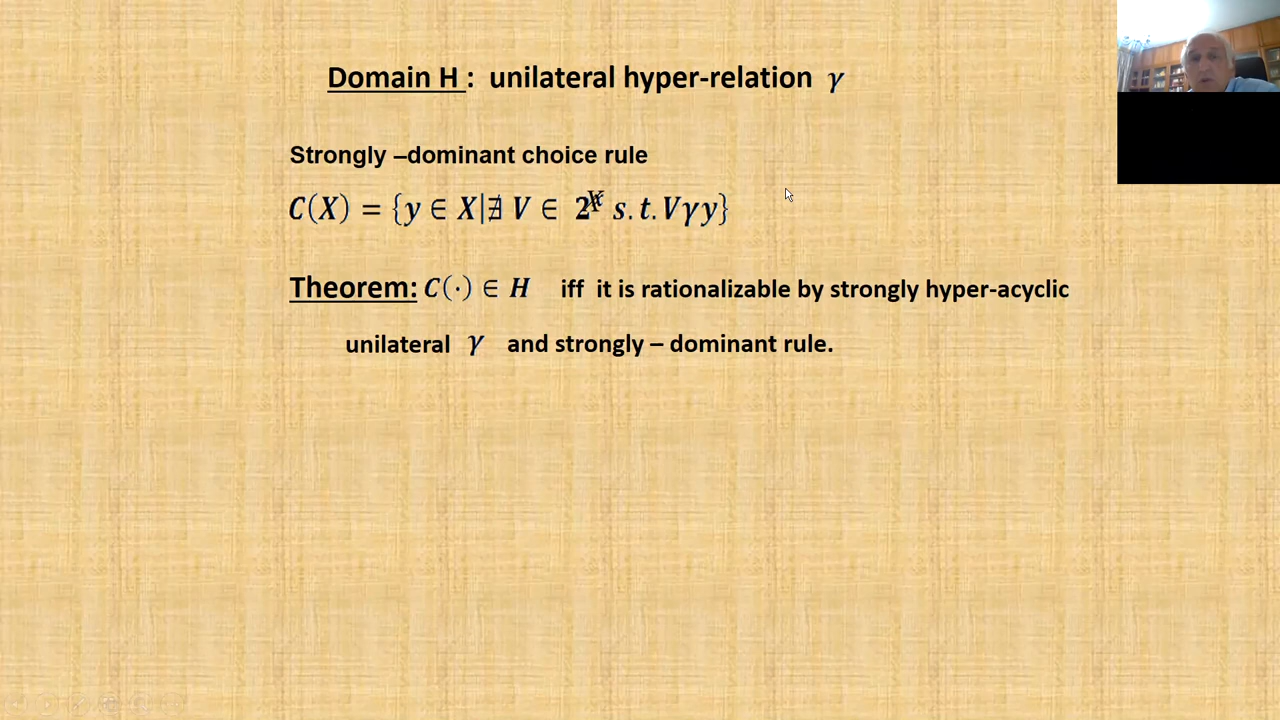 Domain H : unilateral hyper-relation γ
Strongly –dominant choice rule
C(X) = {y ∈ X|∄ V ∈ 2 s.t. Vγy}
Theorem: C(·) ∈ H iff it is rationalizable by strongly hyper-acyclic
unilateral γ and strongly – dominant rule.